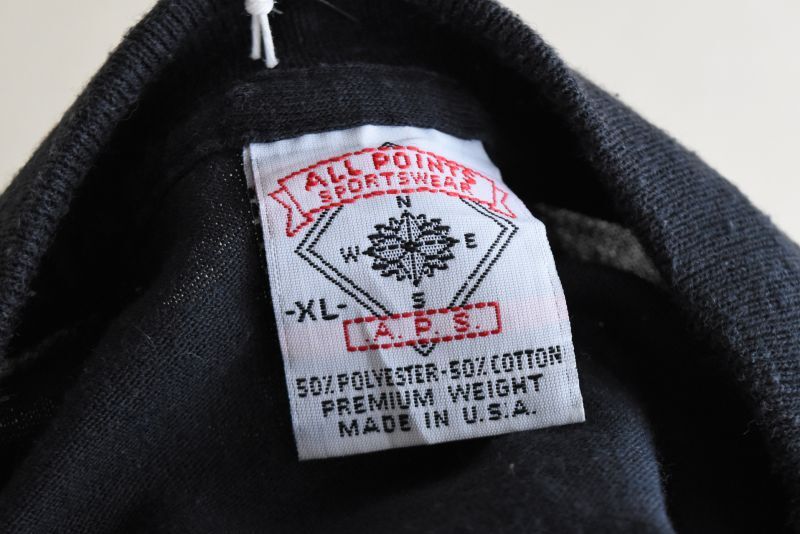 ALL POINTS
SPORTSWEAR
N
W E
S
-XL-
A.P.S.
50% POLYESTER-50% COTTON
PREMIUM WEIGHT
MADE IN U.S.A.